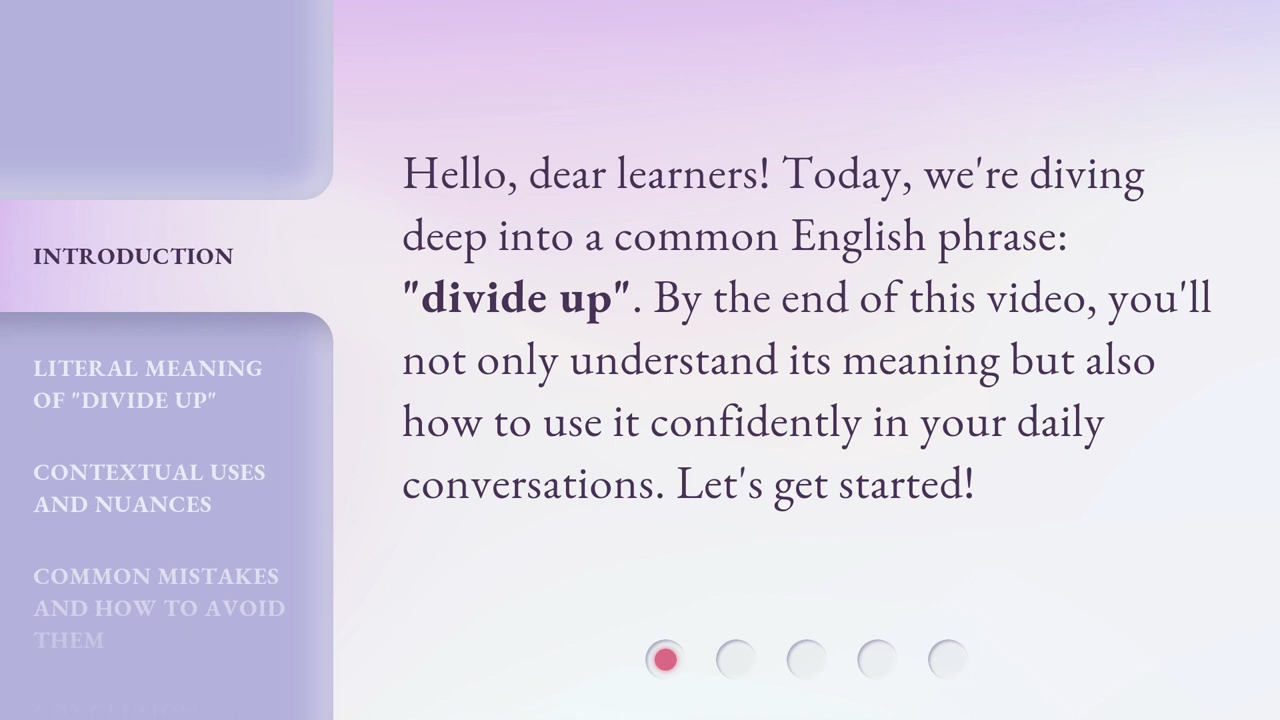 INTRODUCTION
LITERAL MEANING
OF "DIVIDE UP"
CONTEXTUAL USES
AND NUANCES
COMMON MISTAKES
AND HOW TO AVOID
THEM
Hello, dear learners! Today, we're diving
deep into a common English phrase:
"divide up". By the end of this video, you'll
not only understand its meaning but also
how to use it confidently in your daily
conversations. Let's get started!